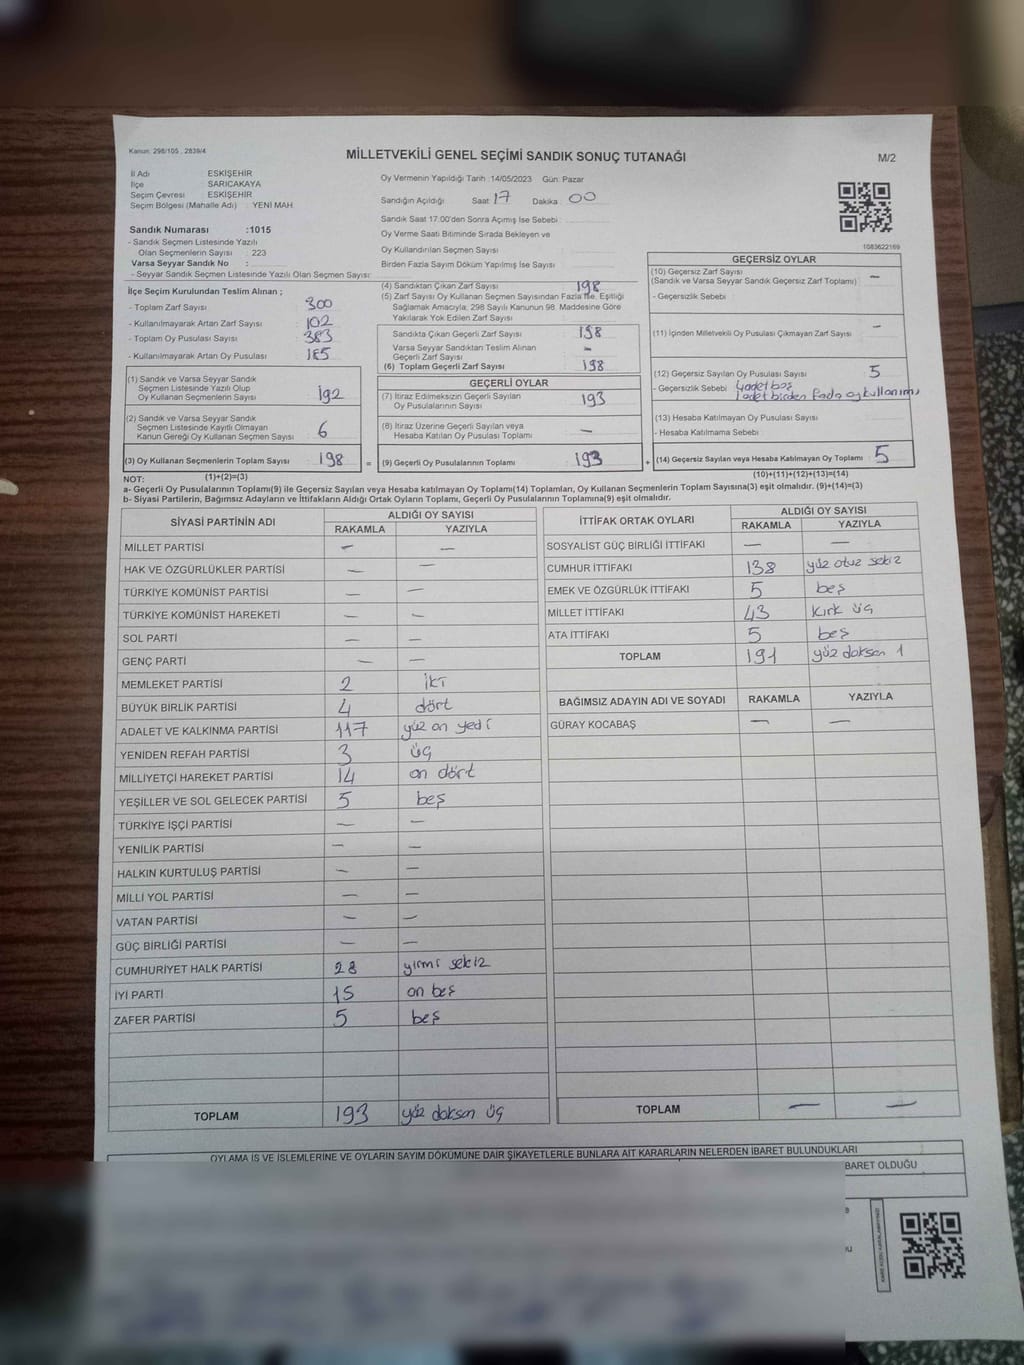 Kanun: 298/105 , 2839/4
MİLLETVEKİLİ GENEL SEÇİMİ SANDIK SONUÇ TUTANAĞI
M/2
İl Adı ESKİŞEHİR
İlçe SARICAKAYA
Seçim Çevresi : ESKİŞEHİR
Seçim Bölgesi (Mahalle Adı) : YENİ MAH
Oy Vermenin Yapıldığı Tarih :14/05/2023 Gün: Pazar
Sandığın Açıldığı Saat 17 Dakika 00
Sandık Saat 17.00'den Sonra Açımış İse Sebebi :
Oy Verme Saati Bitiminde Sırada Bekleyen ve
Oy Kullandırılan Seçmen Sayısı
Birden Fazla Sayım Döküm Yapılmış İse Sayısı
1083622169
Sandık Numarası :1015
- Sandık Seçmen Listesinde Yazılı
Olan Seçmenlerin Sayısı : 223
Varsa Seyyar Sandık No :
- Seyyar Sandık Seçmen Listesinde Yazılı Olan Seçmen Sayısı:
İlçe Seçim Kurulundan Teslim Alınan ;
- Toplam Zarf Sayısı : 300
- Kullanılmayarak Artan Zarf Sayısı : 102
- Toplam Oy Pusulası Sayısı : 383
- Kullanılmayarak Artan Oy Pusulası : 185
(1) Sandık ve Varsa Seyyar Sandık
Seçmen Listesinde Yazılı Olup
Oy Kullanan Seçmenlerin Sayısı : 192
(2) Sandık ve Varsa Seyyar Sandık
Seçmen Listesinde Kayıtlı Olmayan
Kanun Gereği Oy Kullanan Seçmen Sayısı : 6
(3) Oy Kullanan Seçmenlerin Toplam Sayısı : 198 =
(1)+(2)=(3)
(4) Sandıktan Çıkan Zarf Sayısı : 198
(5) Zarf Sayısı Oy Kullanan Seçmen Sayısından Fazla İse, Eşitliği
Sağlamak Amacıyla, 298 Sayılı Kanunun 98. Maddesine Göre
Yakılarak Yok Edilen Zarf Sayısı
Sandıkta Çıkan Geçerli Zarf Sayısı : 198
Varsa Seyyar Sandıktan Teslim Alınan
Geçerli Zarf Sayısı : -
(6) Toplam Geçerli Zarf Sayısı : 198
GEÇERLİ OYLAR
(7) İtiraz Edilmeksizin Geçerli Sayılan
Oy Pusulalarının Sayısı : 193
(8) İtiraz Üzerine Geçerli Sayılan veya
Hesaba Katılan Oy Pusulası Toplamı : —
(9) Geçerli Oy Pusulalarının Toplamı : 193 +
GEÇERSİZ OYLAR
(10) Geçersiz Zarf Sayısı
(Sandık ve Varsa Seyyar Sandık Geçersiz Zarf Toplamı) : —
- Geçersizlik Sebebi :
(11) İçinden Milletvekili Oy Pusulası Çıkmayan Zarf Sayısı : —
(12) Geçersiz Sayılan Oy Pusulası Sayısı : 5
- Geçersizlik Sebebi : 4 adet boş
1 adet birden fazla oy kullanımı
(13) Hesaba Katılmayan Oy Pusulası Sayısı :
- Hesaba Katılmama Sebebi :
(14) Geçersiz Sayılan veya Hesaba Katılmayan Oy Toplamı : 5
(10)+(11)+(12)+(13)=(14)
NOT:
a- Geçerli Oy Pusulalarının Toplamı(9) ile Geçersiz Sayılan veya Hesaba katılmayan Oy Toplamı(14) Toplamları, Oy Kullanan Seçmenlerin Toplam Sayısına(3) eşit olmalıdır. (9)+(14)=(3)
b- Siyasi Partilerin, Bağımsız Adayların ve İttifakların Aldığı Ortak Oyların Toplamı, Geçerli Oy Pusulalarının Toplamına(9) eşit olmalıdır.
SİYASİ PARTİNİN ADI ALDIĞI OY SAYISI
RAKAMLA YAZIYLA
MİLLET PARTİSİ — —
HAK VE ÖZGÜRLÜKLER PARTİSİ — —
TÜRKİYE KOMÜNİST PARTİSİ — —
TÜRKİYE KOMÜNİST HAREKETİ — —
SOL PARTİ — —
GENÇ PARTİ — —
MEMLEKET PARTİSİ 2 iki
BÜYÜK BİRLİK PARTİSİ 4 dört
ADALET VE KALKINMA PARTİSİ 117 yüz on yedi
YENİDEN REFAH PARTİSİ 3 üç
MİLLİYETÇİ HAREKET PARTİSİ 14 on dört
YEŞİLLER VE SOL GELECEK PARTİSİ 5 beş
TÜRKİYE İŞÇİ PARTİSİ — —
YENİLİK PARTİSİ — —
HALKIN KURTULUŞ PARTİSİ — —
MİLLİ YOL PARTİSİ — —
VATAN PARTİSİ — —
GÜÇ BİRLİĞİ PARTİSİ — —
CUMHURİYET HALK PARTİSİ 28 yirmi sekiz
İYİ PARTİ 15 on beş
ZAFER PARTİSİ 5 beş
TOPLAM 193 yüz doksan üç
İTTİFAK ORTAK OYLARI ALDIĞI OY SAYISI
RAKAMLA YAZIYLA
SOSYALİST GÜÇ BİRLİĞİ İTTİFAKI — —
CUMHUR İTTİFAKI 138 yüz otuz sekiz
EMEK VE ÖZGÜRLÜK İTTİFAKI 5 beş
MİLLET İTTİFAKI 43 kırk üç
ATA İTTİFAKI 5 beş
TOPLAM 191 yüz doksan 1
BAĞIMSIZ ADAYIN ADI VE SOYADI RAKAMLA YAZIYLA
GÜRAY KOCABAŞ — —
TOPLAM — —
OYLAMA İŞ VE İŞLEMLERİNE VE OYLARIN SAYIM DÖKÜMÜNE DAİR ŞİKAYETLERLE BUNLARA AİT KARARLARIN NELERDEN İBARET BULUNDUKLARI
BARET OLDUĞU